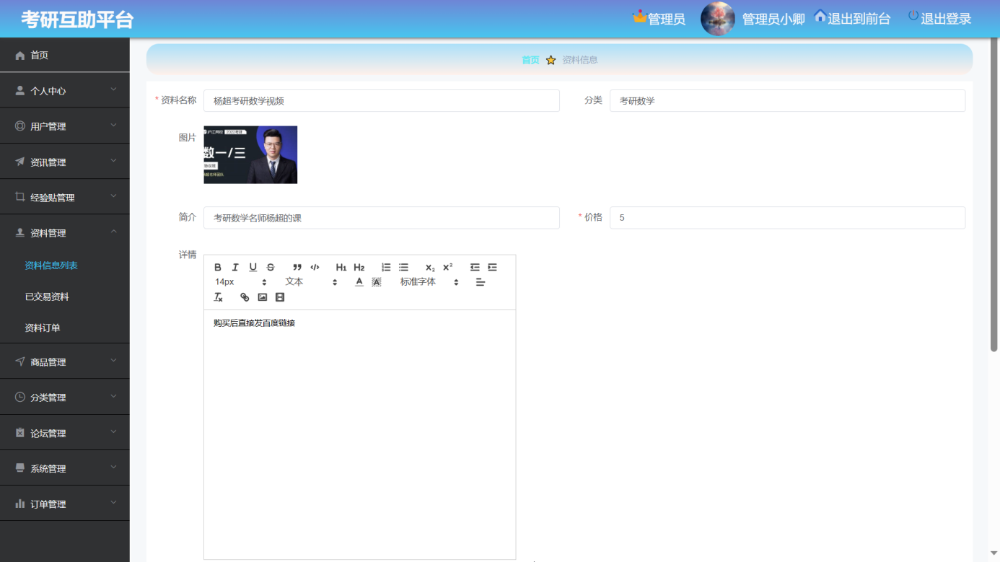 考研互助平台
管理员
管理员小卿
退出到前台
退出登录
首页
个人中心
用户管理
资讯管理
经验贴管理
资料管理
资料信息列表
已交易资料
资料订单
商品管理
分类管理
论坛管理
系统管理
订单管理
首页 资料信息
* 资料名称 杨超考研数学视频
分类 考研数学
图片
数一/三
简介 考研数学名师杨超的课
* 价格 5
详情
B I U S H1 H2 X2 X2
14px 文本 A A 标准字体
Tx
购买后直接发百度链接